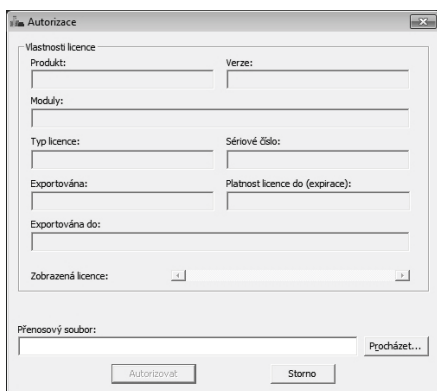 Autorizace
Vlastnosti licence
Produkt: Verze:
Moduly:
Typ licence: Sériové číslo:
Exportována: Platnost licence do (expirace):
Exportována do:
Zobrazená licence:
Přenosový soubor:
Procházet...
Autorizovat Storno